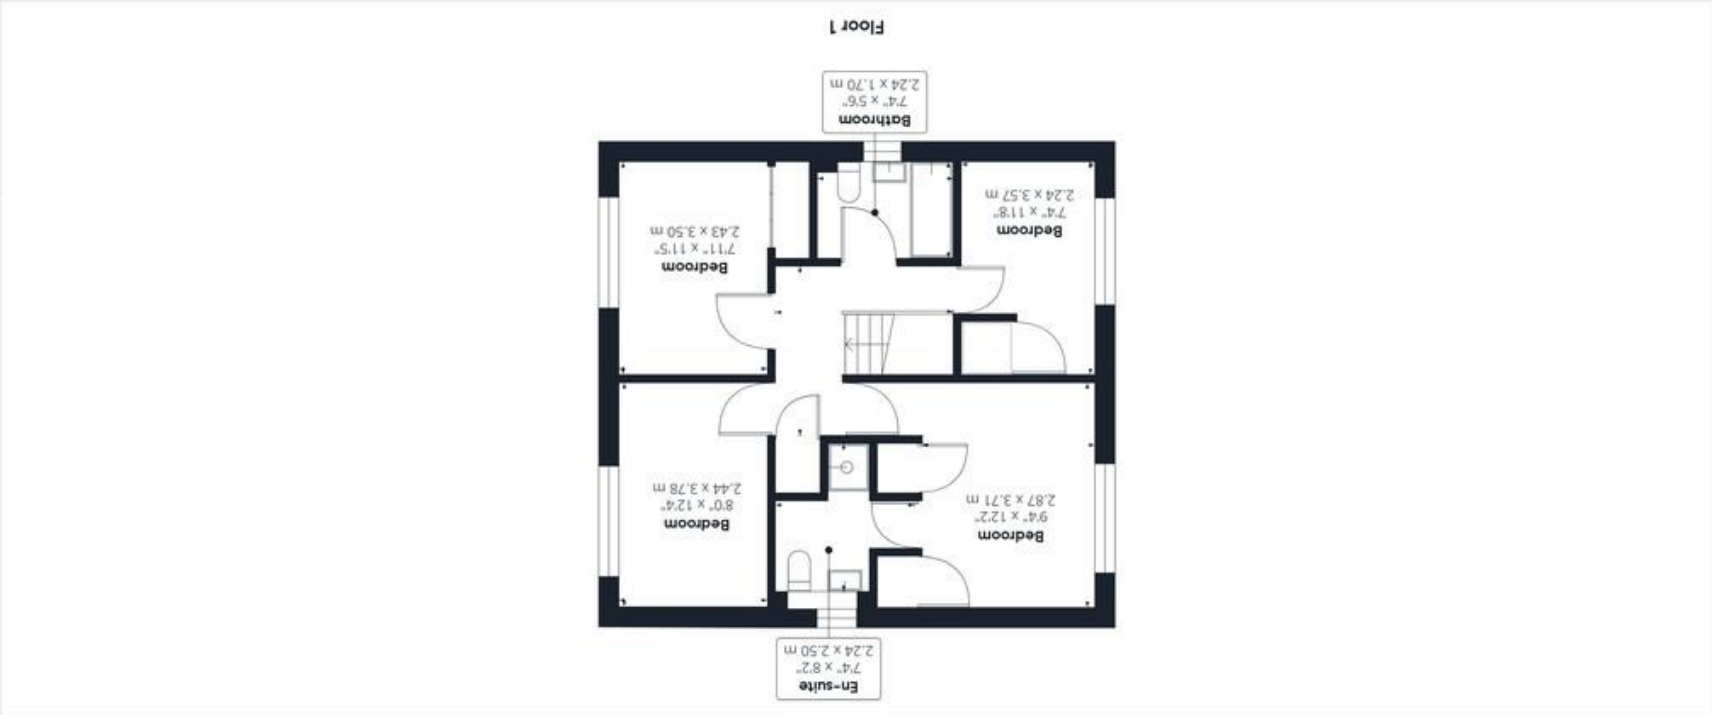 En-suite
7'4" x 8'2"
2.24 x 2.50 m
Bedroom
9'4" x 12'2"
2.87 x 3.71 m
Bedroom
8'0" x 12'4"
2.44 x 3.78 m
Bedroom
7'4" x 11'8"
2.24 x 3.57 m
Bedroom
7'11" x 11'5"
2.43 x 3.50 m
Bathroom
7'4" x 5'6"
2.24 x 1.70 m
Floor 1